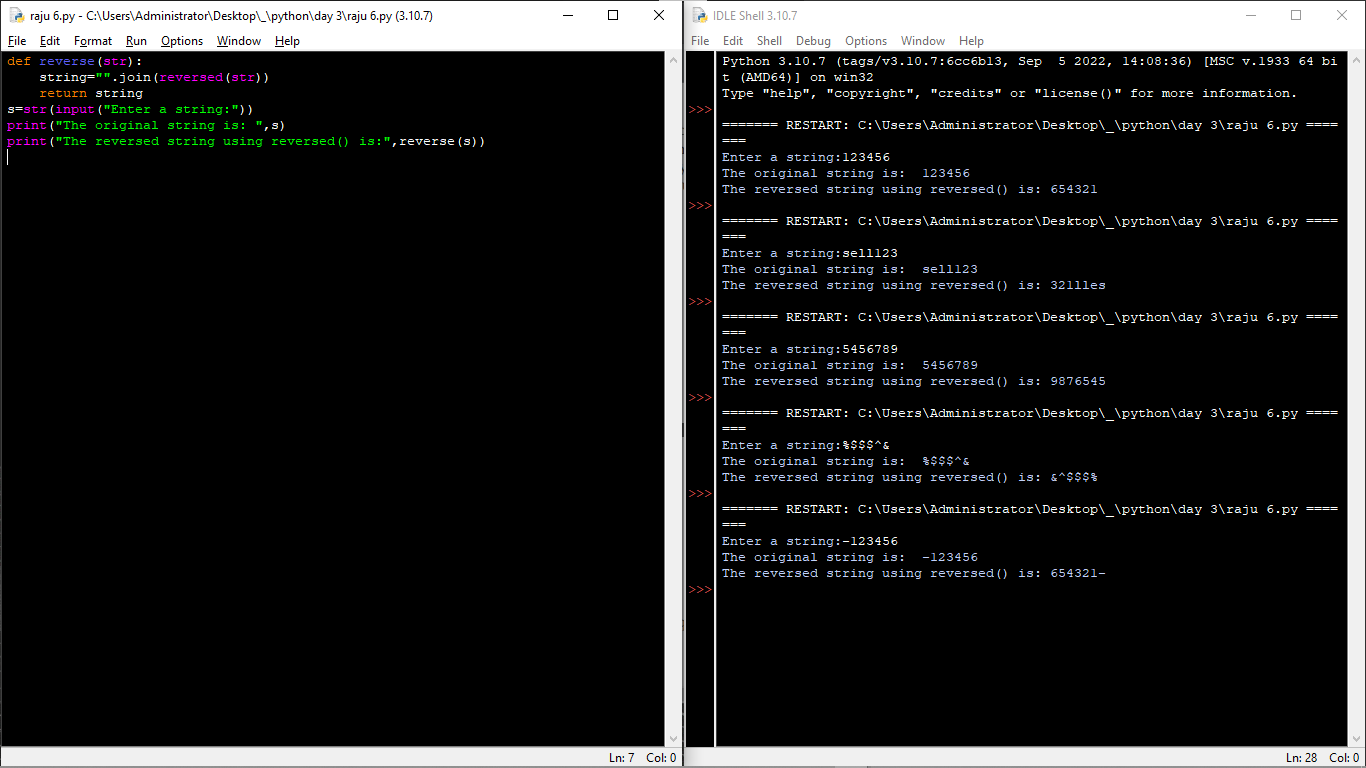 raju 6.py - C:\Users\Administrator\Desktop\_\python\day 3\raju 6.py (3.10.7)
File Edit Format Run Options Window Help
def reverse(str):
    string="".join(reversed(str))
    return string
s=str(input("Enter a string:"))
print("The original string is: ",s)
print("The reversed string using reversed() is:",reverse(s))
Ln: 7 Col: 0
IDLE Shell 3.10.7
File Edit Shell Debug Options Window Help
Python 3.10.7 (tags/v3.10.7:6cc6b13, Sep  5 2022, 14:08:36) [MSC v.1933 64 bi
t (AMD64)] on win32
Type "help", "copyright", "credits" or "license()" for more information.
>>>
======= RESTART: C:\Users\Administrator\Desktop\_\python\day 3\raju 6.py ====
===
Enter a string:123456
The original string is:  123456
The reversed string using reversed() is: 654321
>>>
======= RESTART: C:\Users\Administrator\Desktop\_\python\day 3\raju 6.py ====
===
Enter a string:sell123
The original string is:  sell123
The reversed string using reversed() is: 321lles
>>>
======= RESTART: C:\Users\Administrator\Desktop\_\python\day 3\raju 6.py ====
===
Enter a string:5456789
The original string is:  5456789
The reversed string using reversed() is: 9876545
>>>
======= RESTART: C:\Users\Administrator\Desktop\_\python\day 3\raju 6.py ====
===
Enter a string:%$$$^&
The original string is:  %$$$^&
The reversed string using reversed() is: &^$$$%
>>>
======= RESTART: C:\Users\Administrator\Desktop\_\python\day 3\raju 6.py ====
===
Enter a string:-123456
The original string is:  -123456
The reversed string using reversed() is: 654321-
>>>
Ln: 28 Col: 0